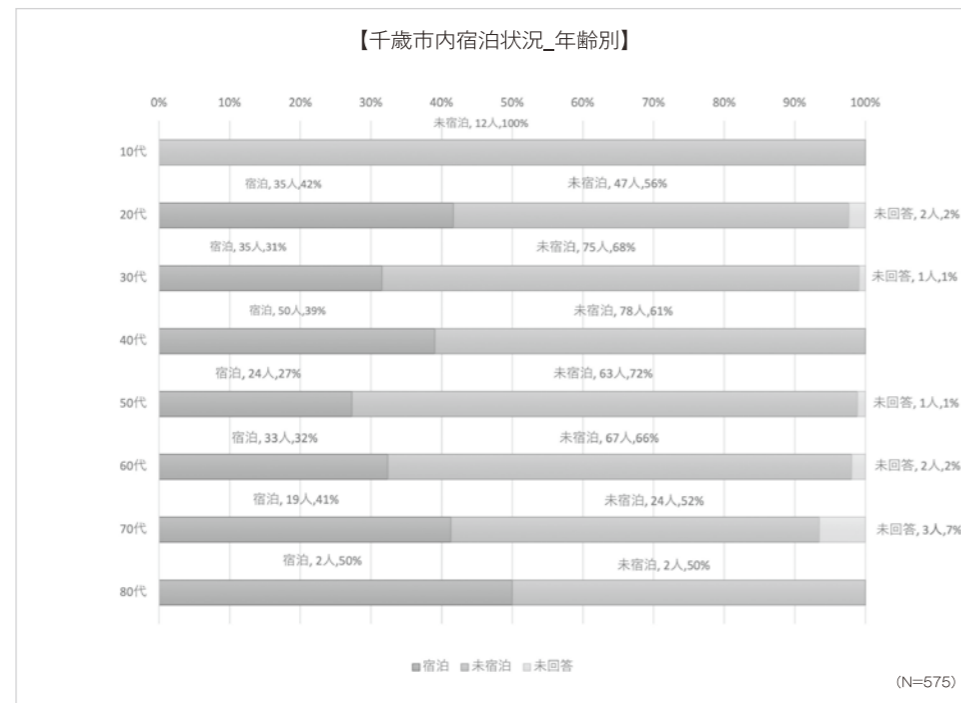 【千歳市内宿泊状況_年齢別】
0% 10% 20% 30% 40% 50% 60% 70% 80% 90% 100%
未宿泊, 12人,100%
10代
宿泊, 35人,42% 未宿泊, 47人,56%
20代 未回答, 2人,2%
宿泊, 35人,31% 未宿泊, 75人,68%
30代 未回答, 1人,1%
宿泊, 50人,39% 未宿泊, 78人,61%
40代
宿泊, 24人,27% 未宿泊, 63人,72%
50代 未回答, 1人,1%
宿泊, 33人,32% 未宿泊, 67人,66%
60代 未回答, 2人,2%
宿泊, 19人,41% 未宿泊, 24人,52%
70代 未回答, 3人,7%
宿泊, 2人,50% 未宿泊, 2人,50%
80代
宿泊 未宿泊 未回答
(N=575)